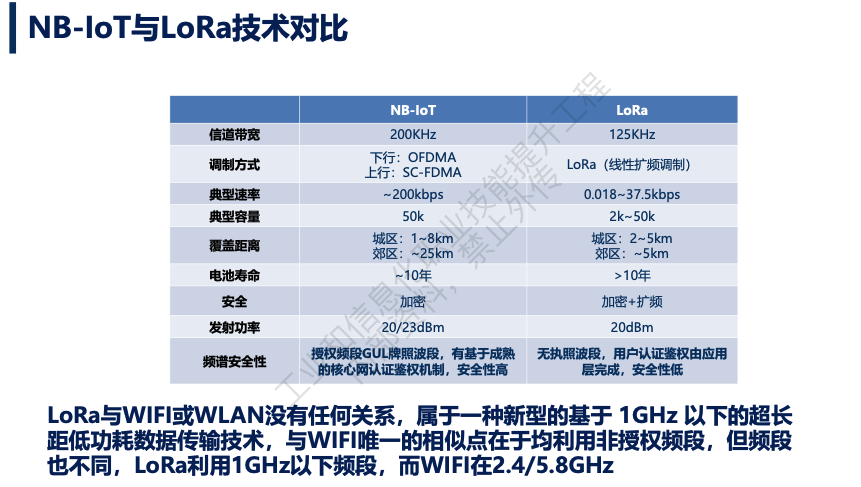 NB-IoT与LoRa技术对比
NB-IoT LoRa
信道带宽 200KHz 125KHz
调制方式 下行：OFDMA LoRa（线性扩频调制）
上行：SC-FDMA
典型速率 ~200kbps 0.018~37.5kbps
典型容量 50k 2k~50k
覆盖距离 城区：1~8km 城区：2~5km
郊区：~25km 郊区：~5km
电池寿命 ~10年 >10年
安全 加密 加密+扩频
发射功率 20/23dBm 20dBm
频谱安全性 授权频段GUL牌照波段，有基于成熟 无执照波段，用户认证鉴权由应用
的核心网认证鉴权机制，安全性高 层完成，安全性低
LoRa与WIFI或WLAN没有任何关系，属于一种新型的基于 1GHz 以下的超长
距低功耗数据传输技术，与WIFI唯一的相似点在于均利用非授权频段，但频段
也不同，LoRa利用1GHz以下频段，而WIFI在2.4/5.8GHz
工业和信息化职业技能提升工程
内部资料，禁止外传